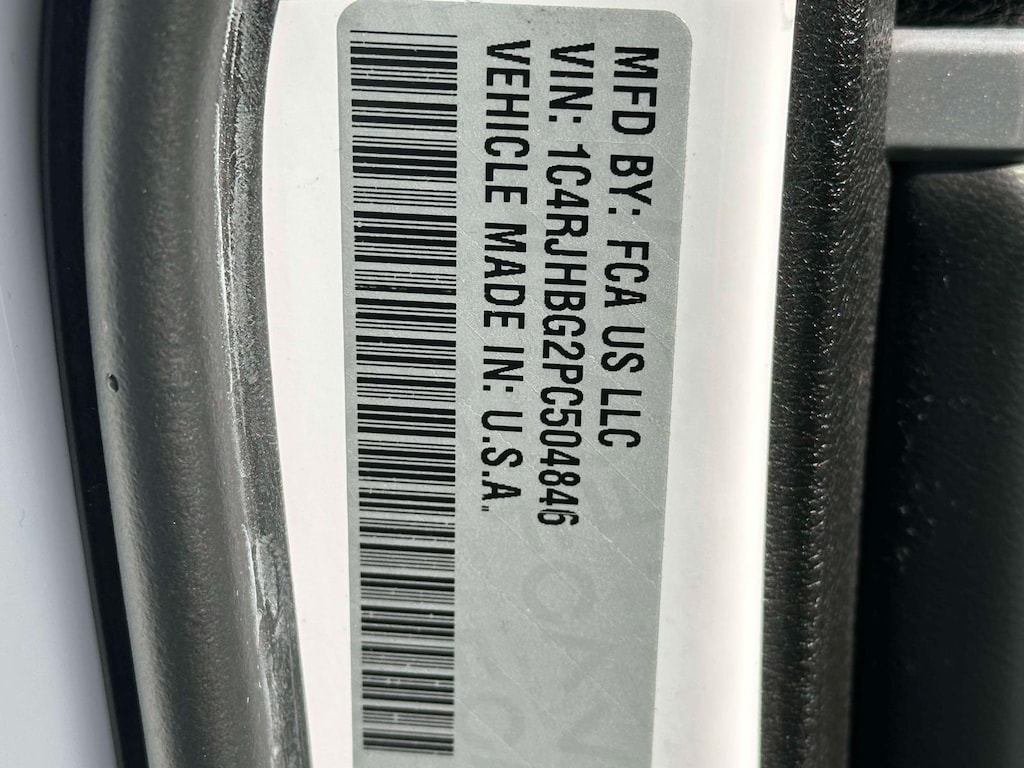 MFD BY: FCA US LLC
VIN: 1C4RJHBG2PC504846
VEHICLE MADE IN: U.S.A.